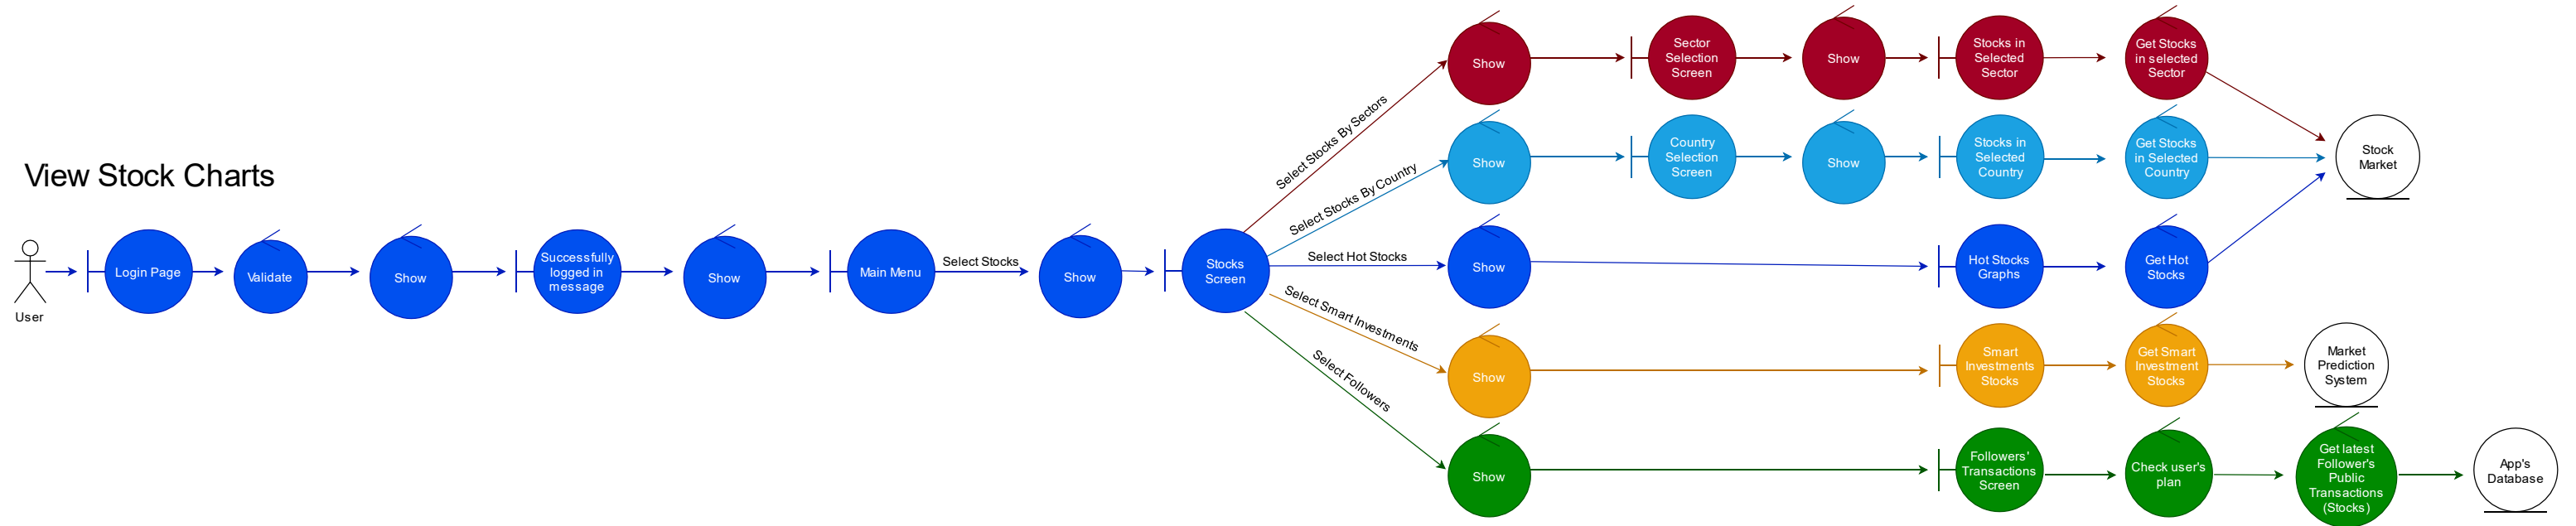 View Stock Charts
User
Login Page
Validate
Show
Successfully
logged in
message
Show
Main Menu
Select Stocks
Show
Stocks
Screen
Select Stocks By Sectors
Show
Sector
Selection
Screen
Show
Stocks in
Selected
Sector
Get Stocks
in selected
Sector
Select Stocks By Country
Show
Country
Selection
Screen
Show
Stocks in
Selected
Country
Get Stocks
in Selected
Country
Stock
Market
Select Hot Stocks
Show
Hot Stocks
Graphs
Get Hot
Stocks
Select Smart Investments
Show
Smart
Investments
Stocks
Get Smart
Investment
Stocks
Market
Prediction
System
Select Followers
Show
Followers'
Transactions
Screen
Check user's
plan
Get latest
Follower's
Public
Transactions
(Stocks)
App's
Database